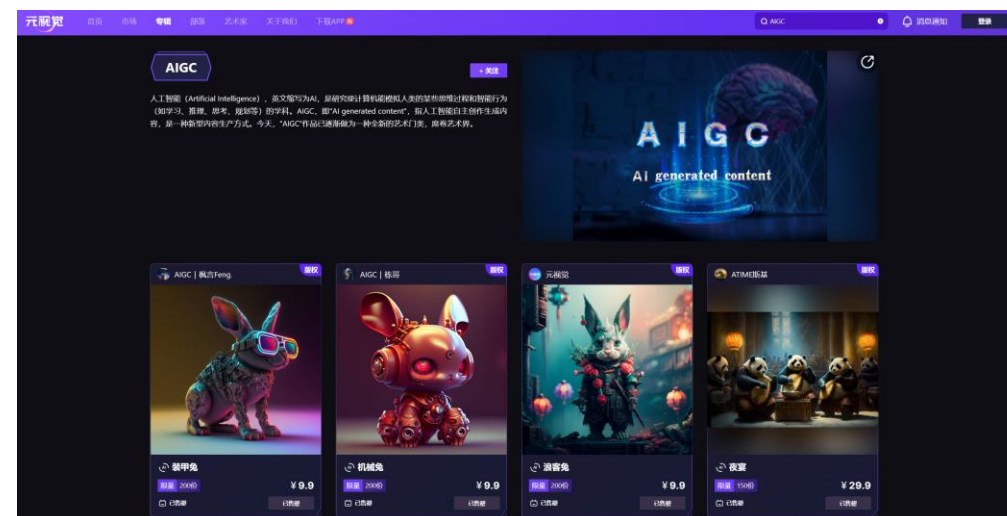 元视觉 首页 市场 专辑 部落 艺术家 关于我们 下载APP
AIGC
消息通知 登录
AIGC
+ 关注
人工智能（Artificial Intelligence），英文缩写为AI，是研究使计算机能模拟人类的某些思维过程和智能行为
（如学习、推理、思考、规划等）的学科。AIGC，即“AI generated content”，指人工智能自主创作生成内
容，是一种新型内容生产方式。今天，“AIGC”作品已逐渐做为一种全新的艺术门类，席卷艺术界。
AIGC
AI generated content
AIGC | 枫吉Feng. 版权
AIGC | 栋哥 版权
元视觉 版权
ATIME斯基 版权
装甲兔
限量 200份 ¥9.9
已售罄 已售罄
机械兔
限量 200份 ¥9.9
已售罄 已售罄
浪客兔
限量 200份 ¥9.9
已售罄 已售罄
夜宴
限量 150份 ¥29.9
已售罄 已售罄